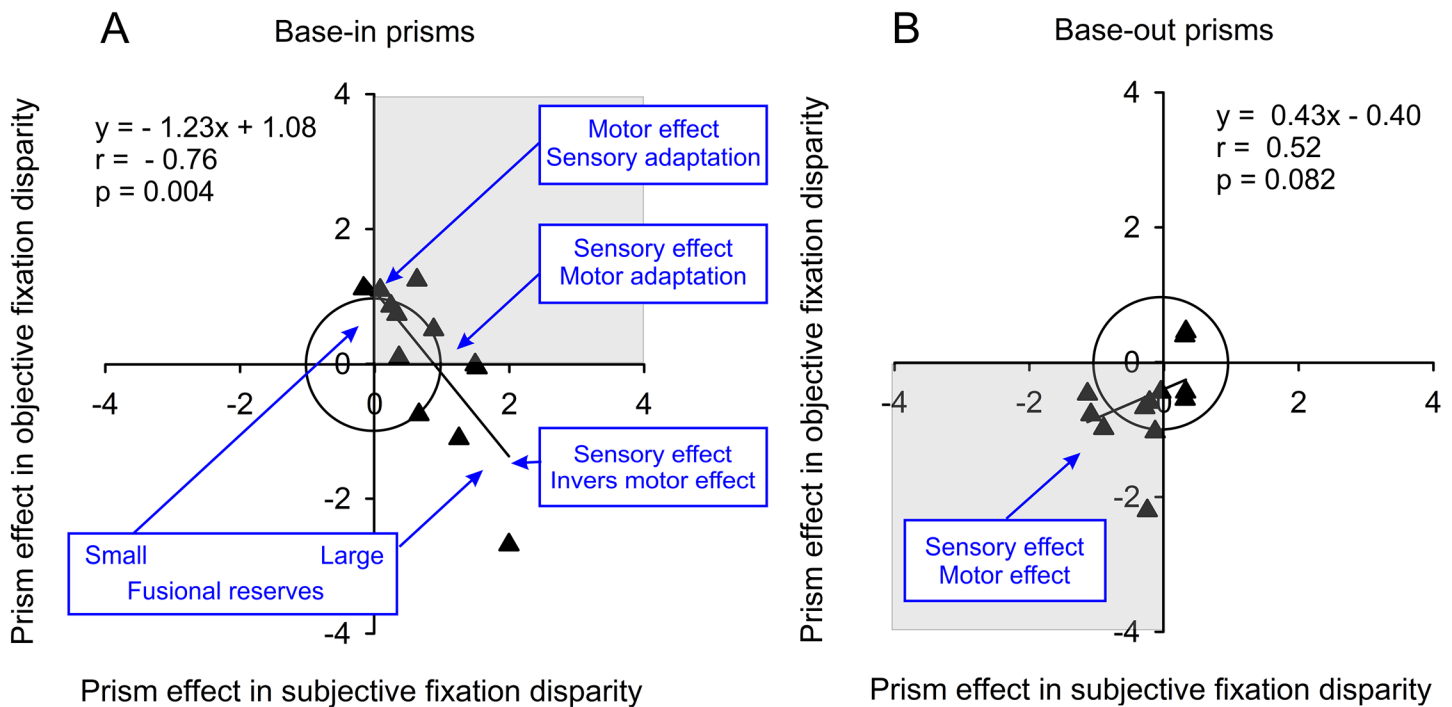 A
Base-in prisms
Prism effect in objective fixation disparity
y = - 1.23x + 1.08
r = - 0.76
p = 0.004
4
2
0
-2
-4
-4
-2
0
2
4
Motor effect
Sensory adaptation
Sensory effect
Motor adaptation
Sensory effect
Invers motor effect
Small Large
Fusional reserves
Prism effect in subjective fixation disparity
B
Base-out prisms
Prism effect in objective fixation disparity
y = 0.43x - 0.40
r = 0.52
p = 0.082
4
2
0
-2
-4
-4
-2
0
2
4
Sensory effect
Motor effect
Prism effect in subjective fixation disparity